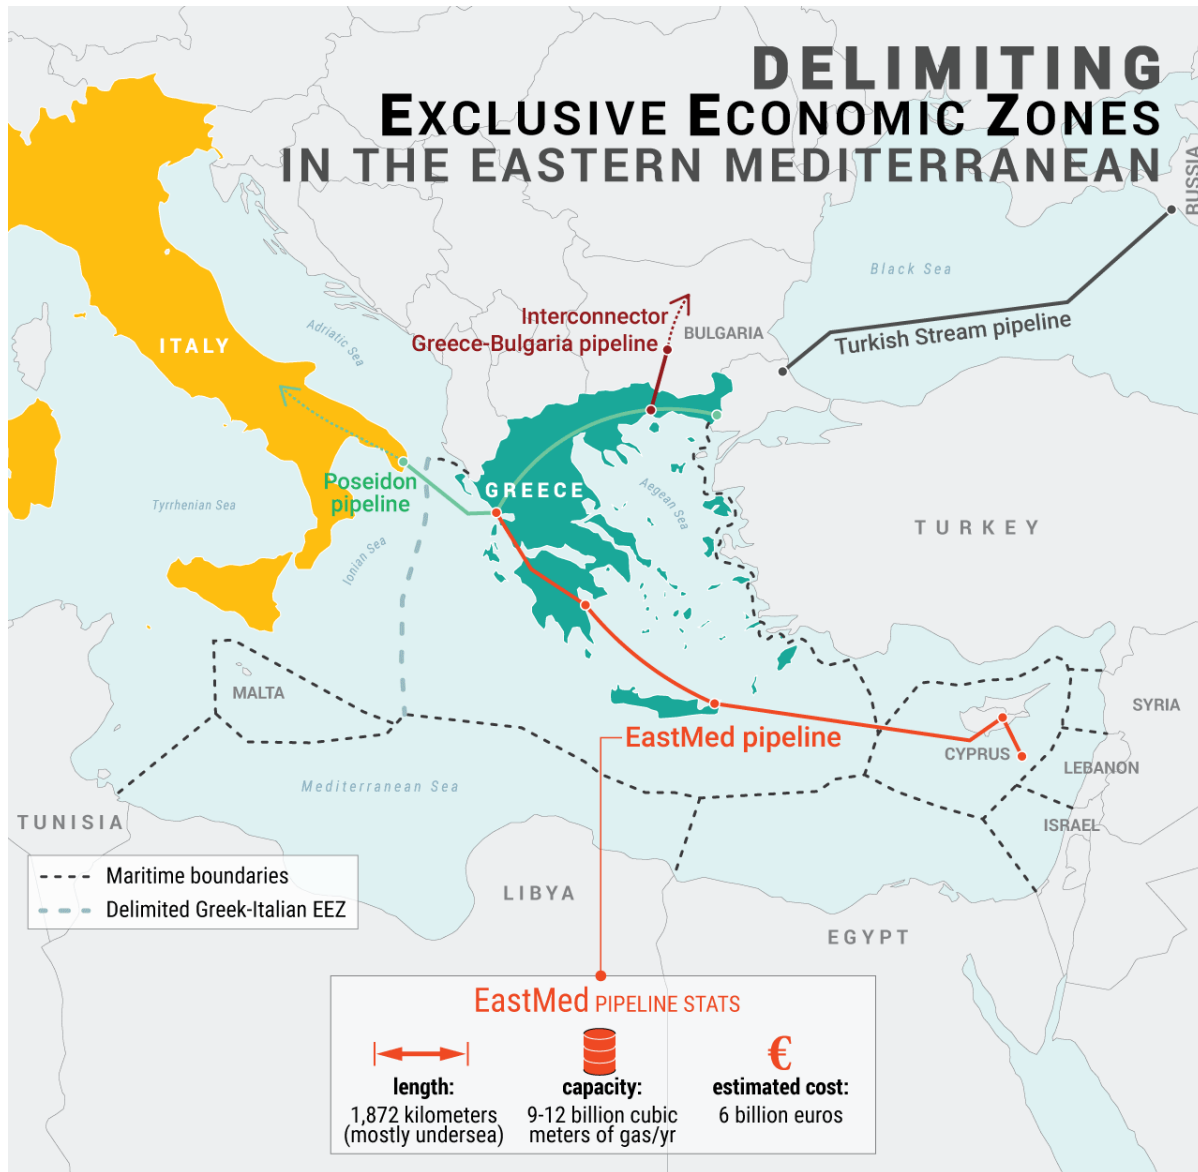 DELIMITING
EXCLUSIVE ECONOMIC ZONES
IN THE EASTERN MEDITERRANEAN
RUSSIA
Black Sea
Turkish Stream pipeline
Interconnector
Greece-Bulgaria pipeline
BULGARIA
ITALY
Adriatic Sea
Poseidon
pipeline
GREECE
Aegean Sea
Tyrrhenian Sea
Ionian Sea
TURKEY
MALTA
SYRIA
EastMed pipeline
CYPRUS
LEBANON
Mediterranean Sea
TUNISIA
ISRAEL
Maritime boundaries
Delimited Greek-Italian EEZ
LIBYA
EGYPT
EastMed PIPELINE STATS
€
length:
1,872 kilometers
(mostly undersea)
capacity:
9-12 billion cubic
meters of gas/yr
estimated cost:
6 billion euros